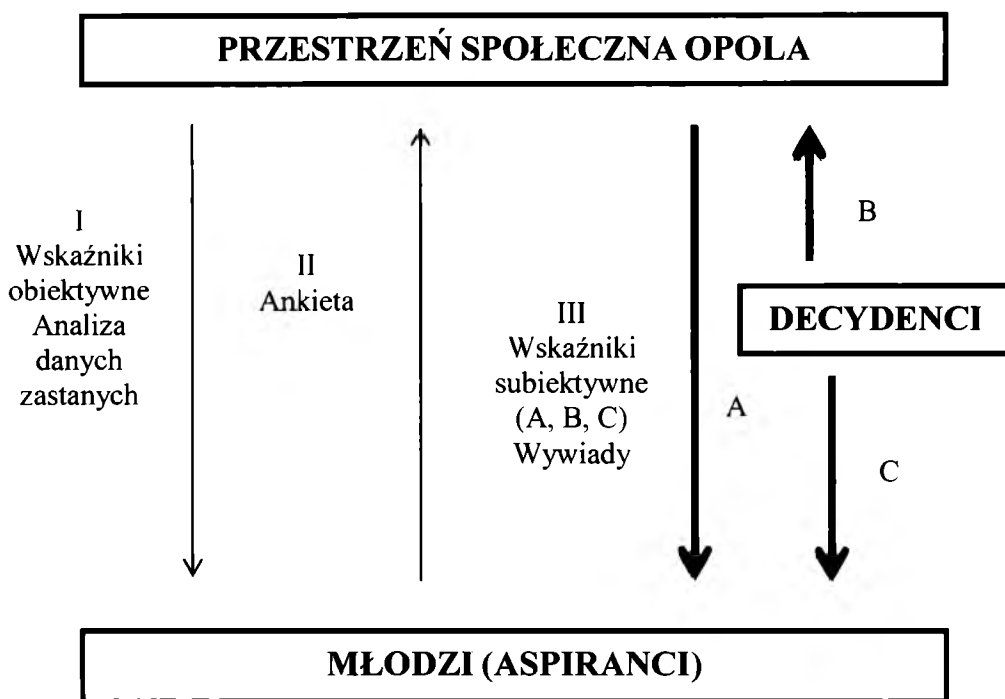 PRZESTRZEŃ SPOŁECZNA OPOLA
I
Wskaźniki
obiektywne
Analiza
danych
zastanych
II
Ankieta
III
Wskaźniki
subiektywne
(A, B, C)
Wywiady
A
B
DECYDENCI
C
MŁODZI (ASPIRANCI)